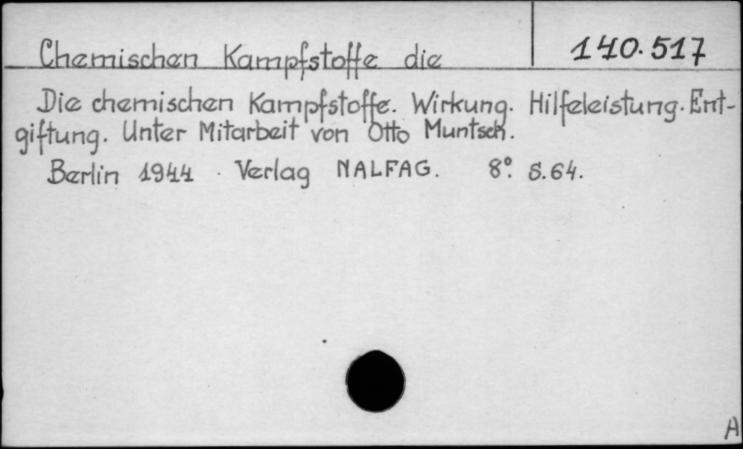 Chemischen Kampfstoffe die
140.517
Die chemischen Kampfstoffe. Wirkung. Hilfeleistung. Ent-
giftung. Unter Mitarbeit von Otto Muntsch.
Berlin 1944 . Verlag NALFAG. 8°. S. 64.
A